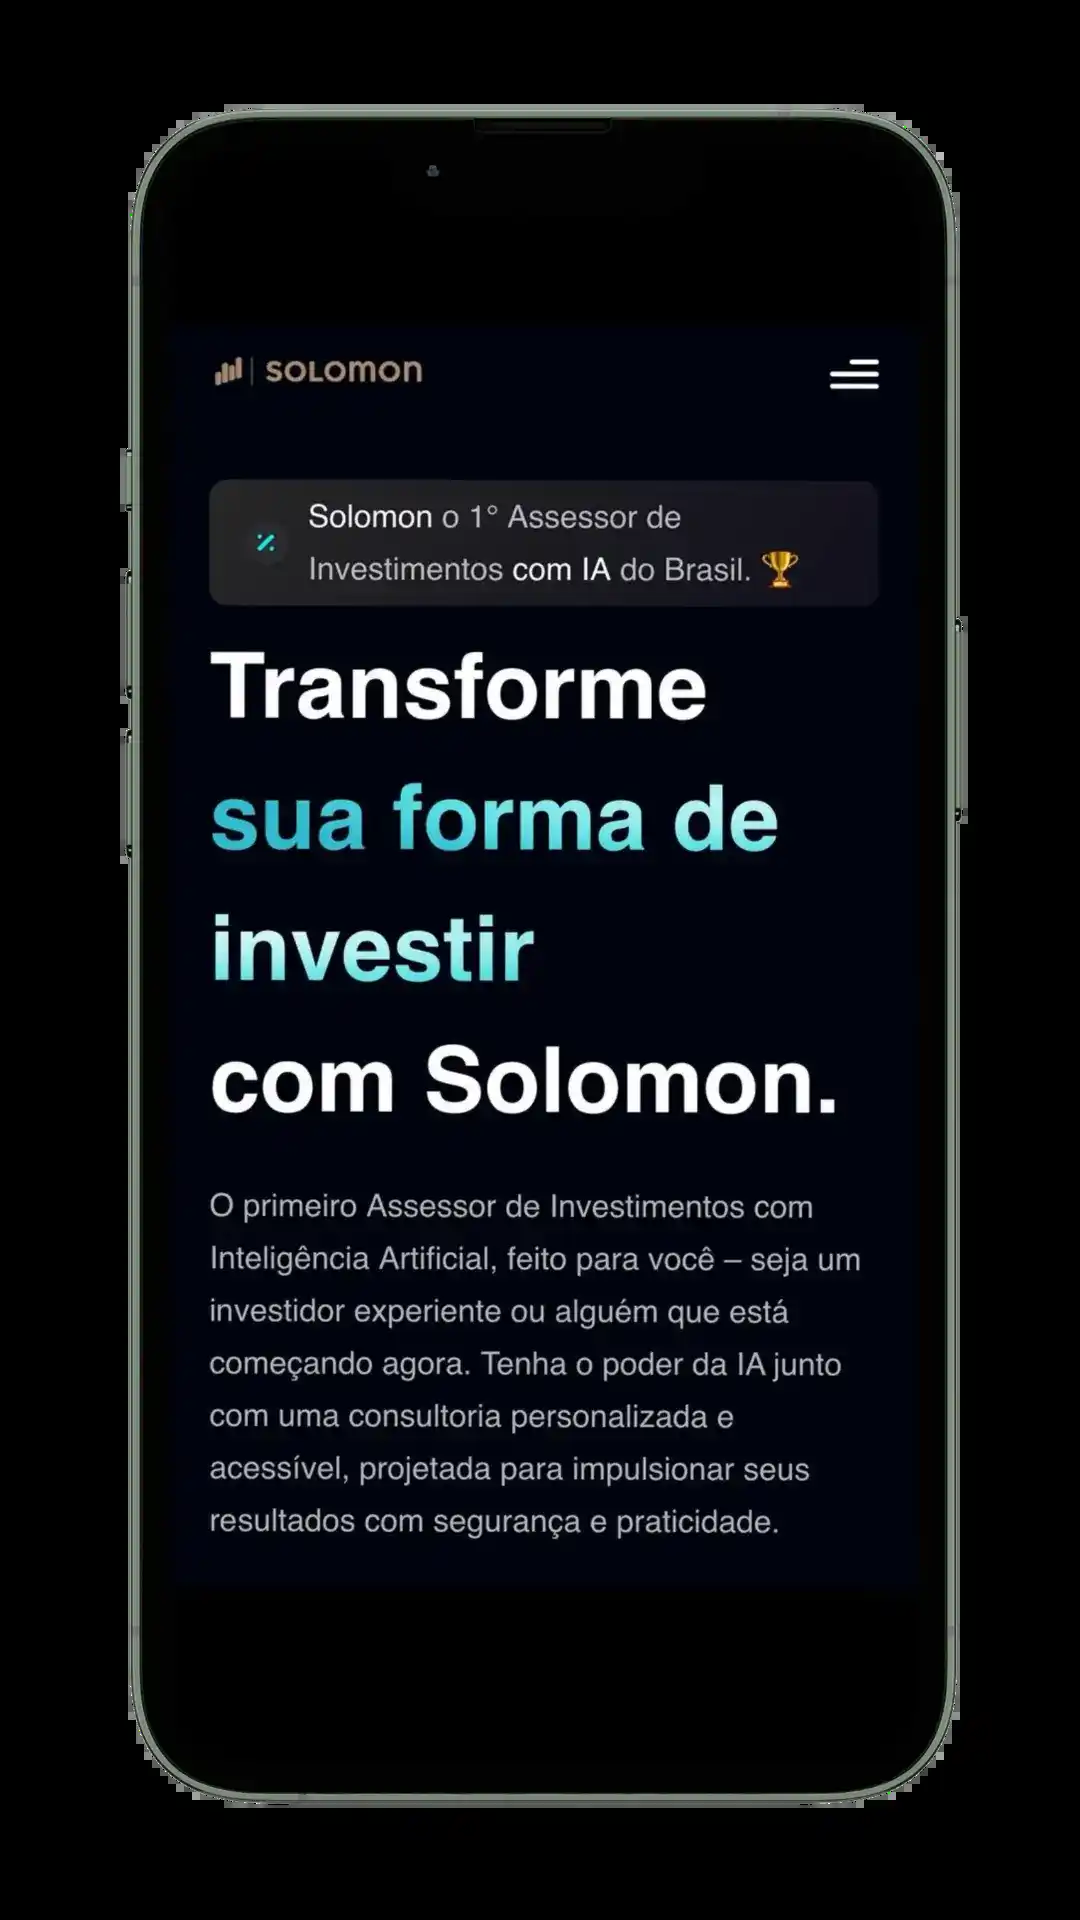 SOLOMON
Solomon o 1° Assessor de
Investimentos com IA do Brasil. 🏆
Transforme
sua forma de
investir
com Solomon.
O primeiro Assessor de Investimentos com
Inteligência Artificial, feito para você – seja um
investidor experiente ou alguém que está
começando agora. Tenha o poder da IA junto
com uma consultoria personalizada e
acessível, projetada para impulsionar seus
resultados com segurança e praticidade.